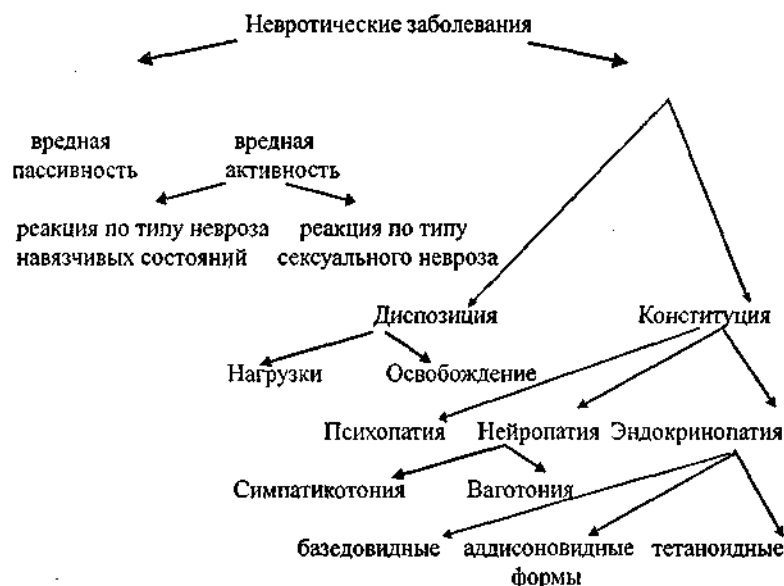 Невротические заболевания
вредная пассивность
вредная активность
реакция по типу невроза навязчивых состояний
реакция по типу сексуального невроза
Диспозиция
Конституция
Нагрузки
Освобождение
Психопатия
Нейропатия
Эндокринопатия
Симпатикотония
Ваготония
базедовидные
аддисоновидные формы
тетаноидные